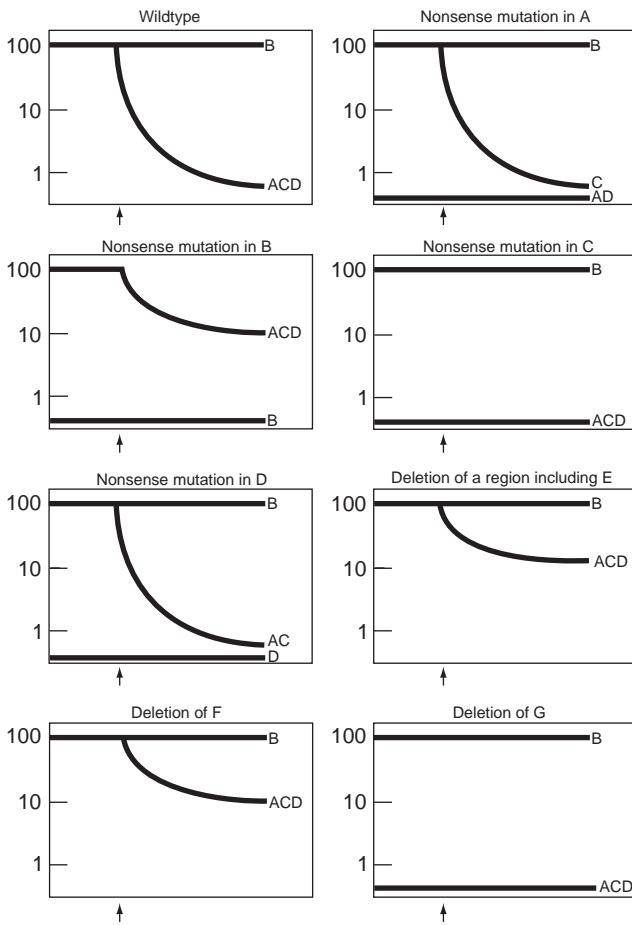 Wildtype
100
10
1
B
ACD
Nonsense mutation in A
100
10
1
B
C
AD
Nonsense mutation in B
100
10
1
ACD
B
Nonsense mutation in C
100
10
1
B
ACD
Nonsense mutation in D
100
10
1
B
AC
D
Deletion of a region including E
100
10
1
B
ACD
Deletion of F
100
10
1
B
ACD
Deletion of G
100
10
1
B
ACD